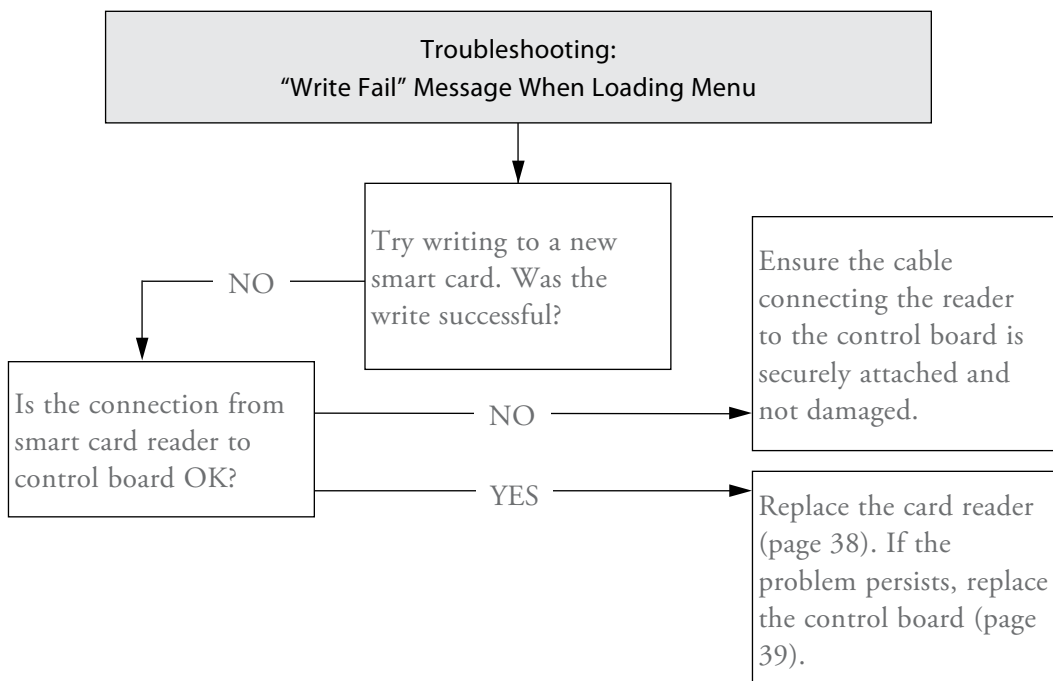 Troubleshooting:
“Write Fail” Message When Loading Menu
Try writing to a new
smart card. Was the
write successful?
NO
Ensure the cable
connecting the reader
to the control board is
securely attached and
not damaged.
Is the connection from
smart card reader to
control board OK?
NO
YES
Replace the card reader
(page 38). If the
problem persists, replace
the control board (page
39).